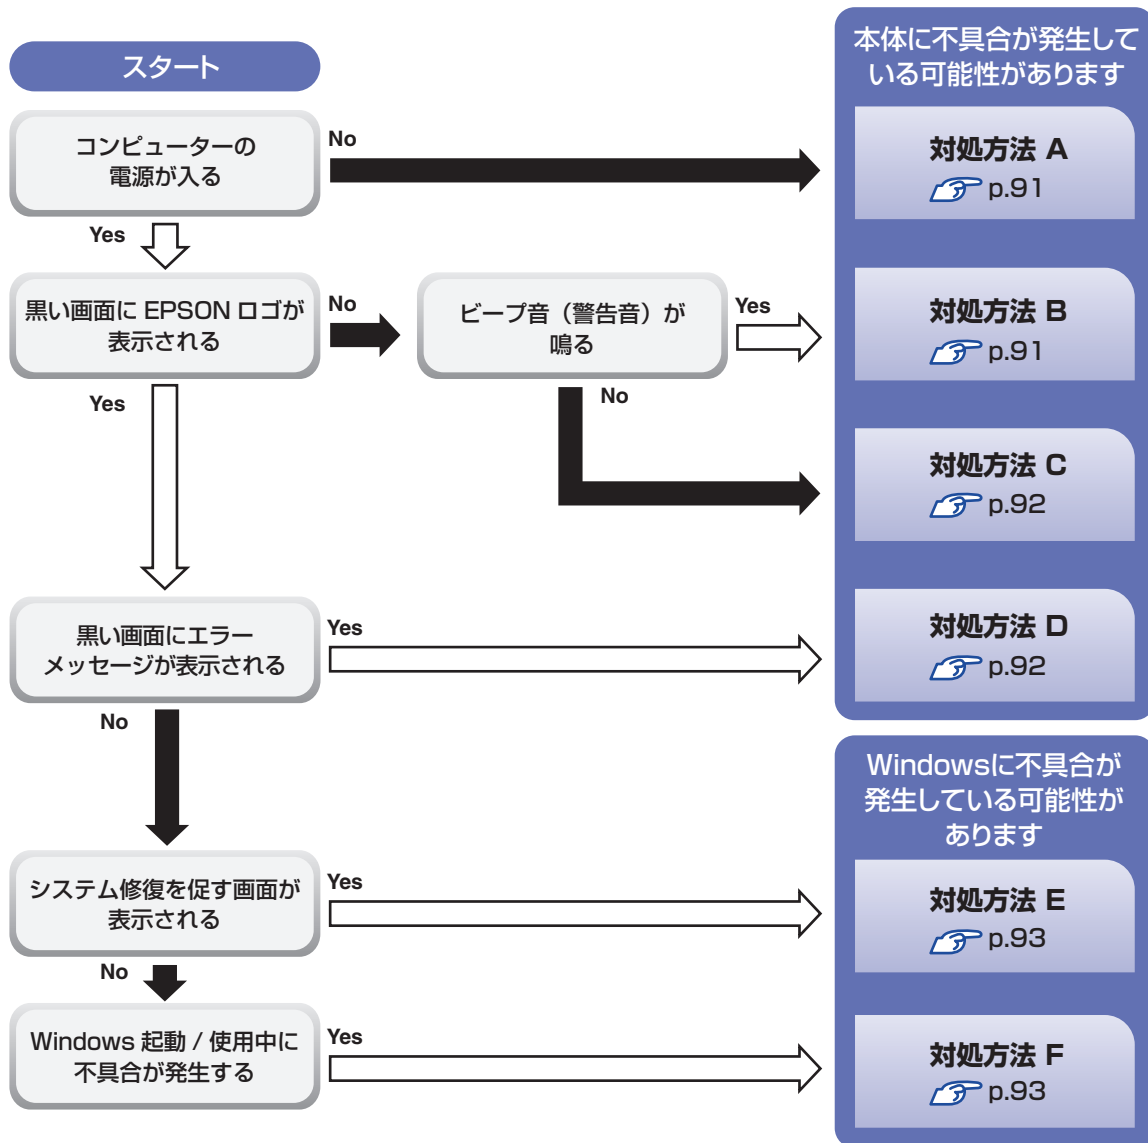 スタート
コンピューターの
電源が入る
No
Yes
黒い画面に EPSON ロゴが
表示される
No
ビープ音（警告音）が
鳴る
Yes
No
Yes
黒い画面にエラー
メッセージが表示される
Yes
No
システム修復を促す画面が
表示される
Yes
No
Windows 起動 / 使用中に
不具合が発生する
Yes
本体に不具合が発生して
いる可能性があります
対処方法 A
p.91
対処方法 B
p.91
対処方法 C
p.92
対処方法 D
p.92
Windowsに不具合が
発生している可能性が
あります
対処方法 E
p.93
対処方法 F
p.93